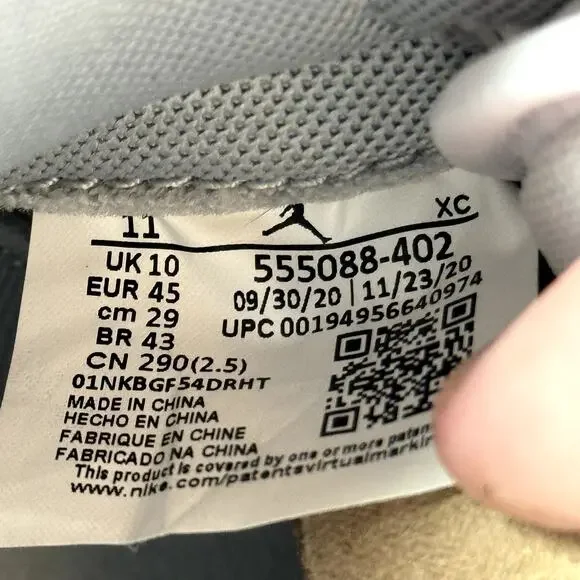 11 XC
UK 10
EUR 45
cm 29
BR 43
CN 290(2.5)
01NKBGF54DRHT
555088-402
09/30/20 | 11/23/20
UPC 00194956640974
MADE IN CHINA
HECHO EN CHINA
FABRIQUE EN CHINE
FABRICADO NA CHINA
This product is covered by one or more paten
www.nike.com/patentsvirtualmarkin